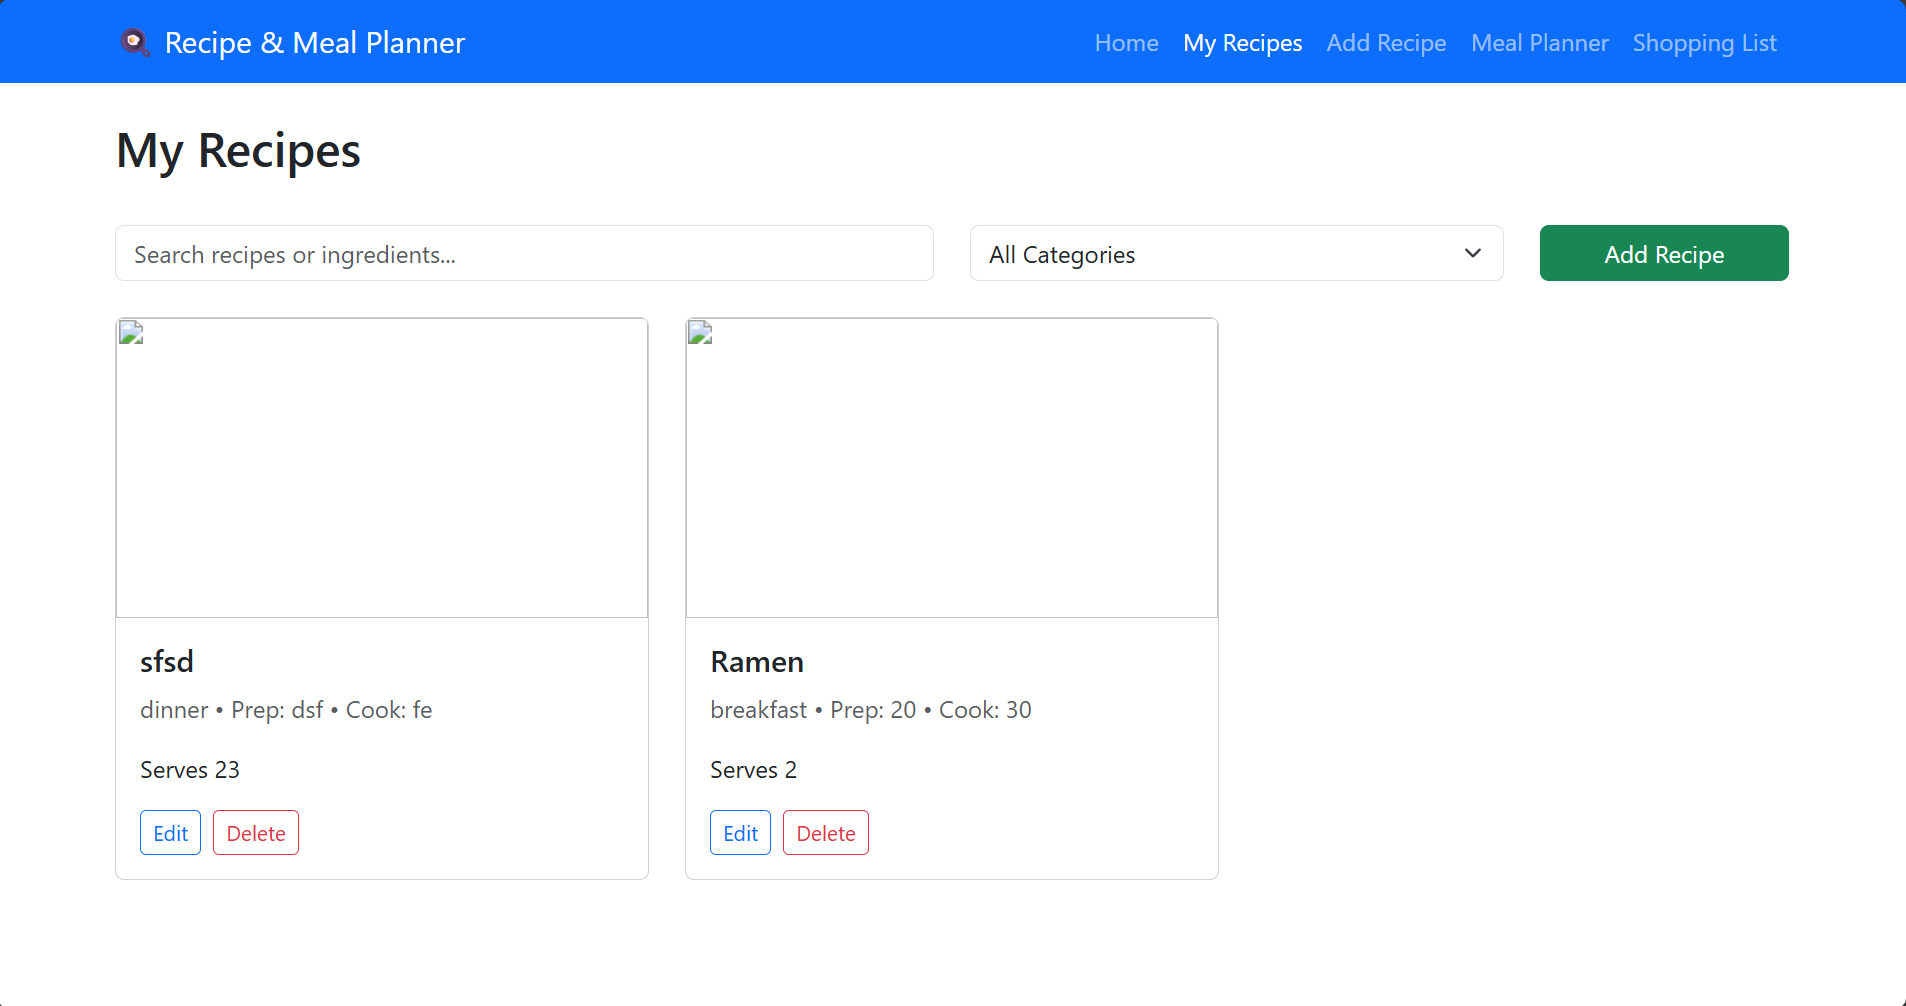 Recipe & Meal Planner
Home My Recipes Add Recipe Meal Planner Shopping List
My Recipes
Search recipes or ingredients...
All Categories
Add Recipe
sfsd
dinner • Prep: dsf • Cook: fe
Serves 23
Edit Delete
Ramen
breakfast • Prep: 20 • Cook: 30
Serves 2
Edit Delete